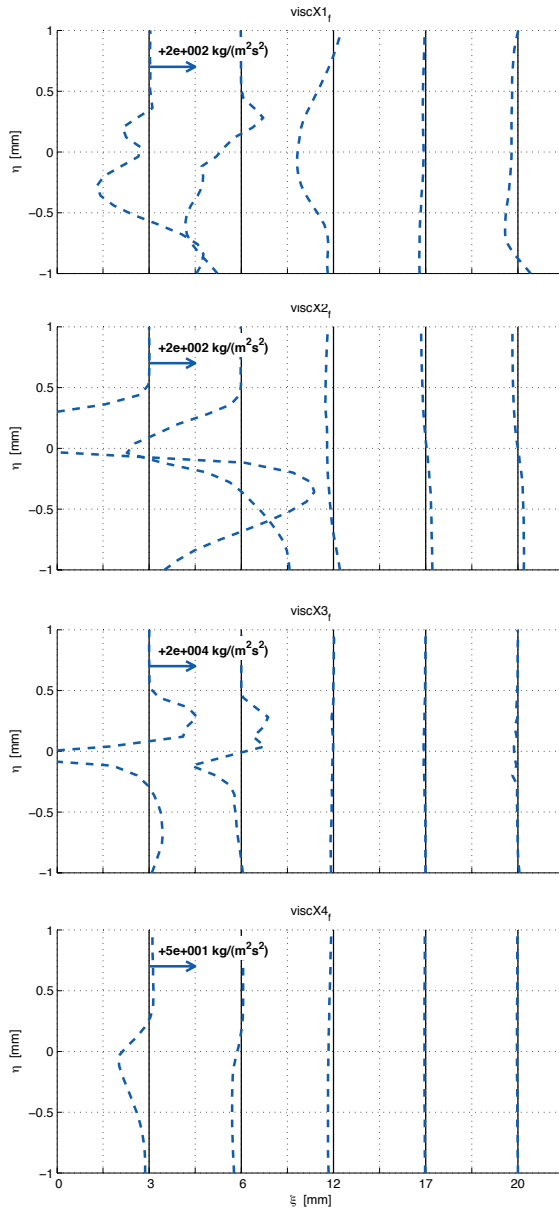 viscX1f
+2e+002 kg/(m2s2)
1
0.5
0
−0.5
−1
η [mm]
viscX2f
+2e+002 kg/(m2s2)
1
0.5
0
−0.5
−1
η [mm]
viscX3f
+2e+004 kg/(m2s2)
1
0.5
0
−0.5
−1
η [mm]
viscX4f
+5e+001 kg/(m2s2)
1
0.5
0
−0.5
−1
η [mm]
0 3 6 12 17 20
ξ [mm]